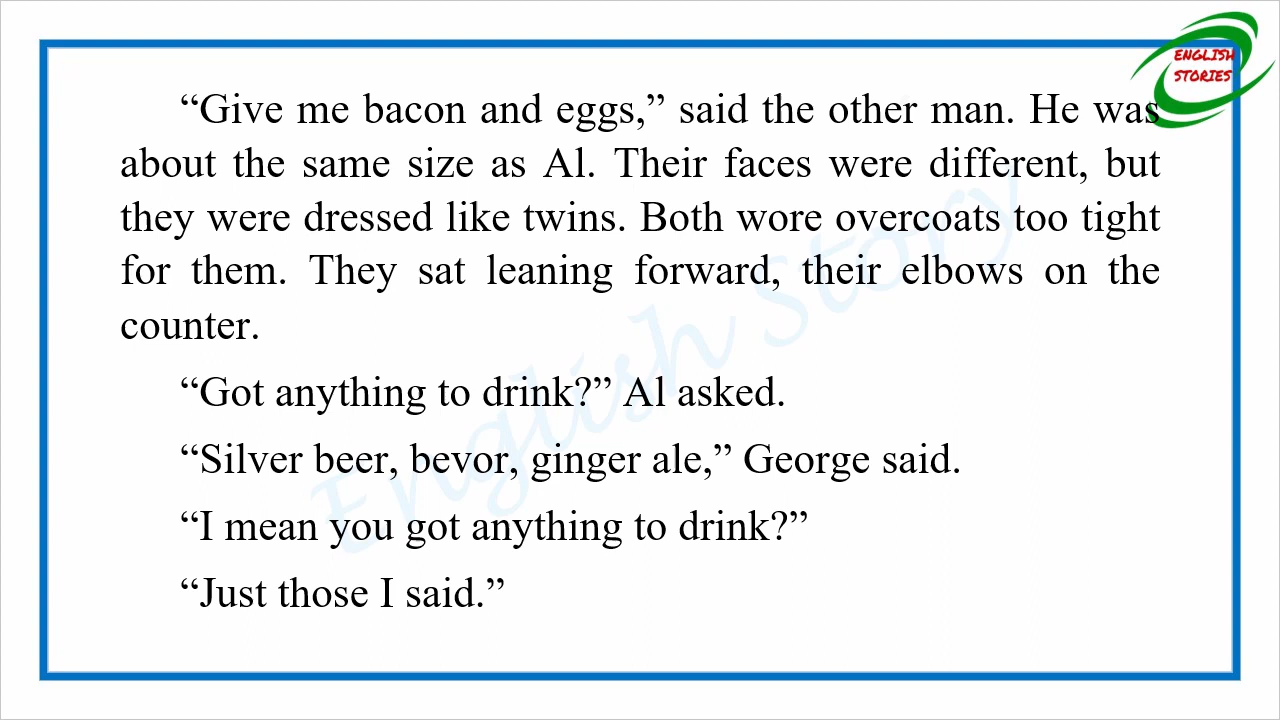 ENGLISH
STORIES
“Give me bacon and eggs,” said the other man. He was
about the same size as Al. Their faces were different, but
they were dressed like twins. Both wore overcoats too tight
for them. They sat leaning forward, their elbows on the
counter.
“Got anything to drink?” Al asked.
“Silver beer, bevor, ginger ale,” George said.
“I mean you got anything to drink?”
“Just those I said.”
English Story